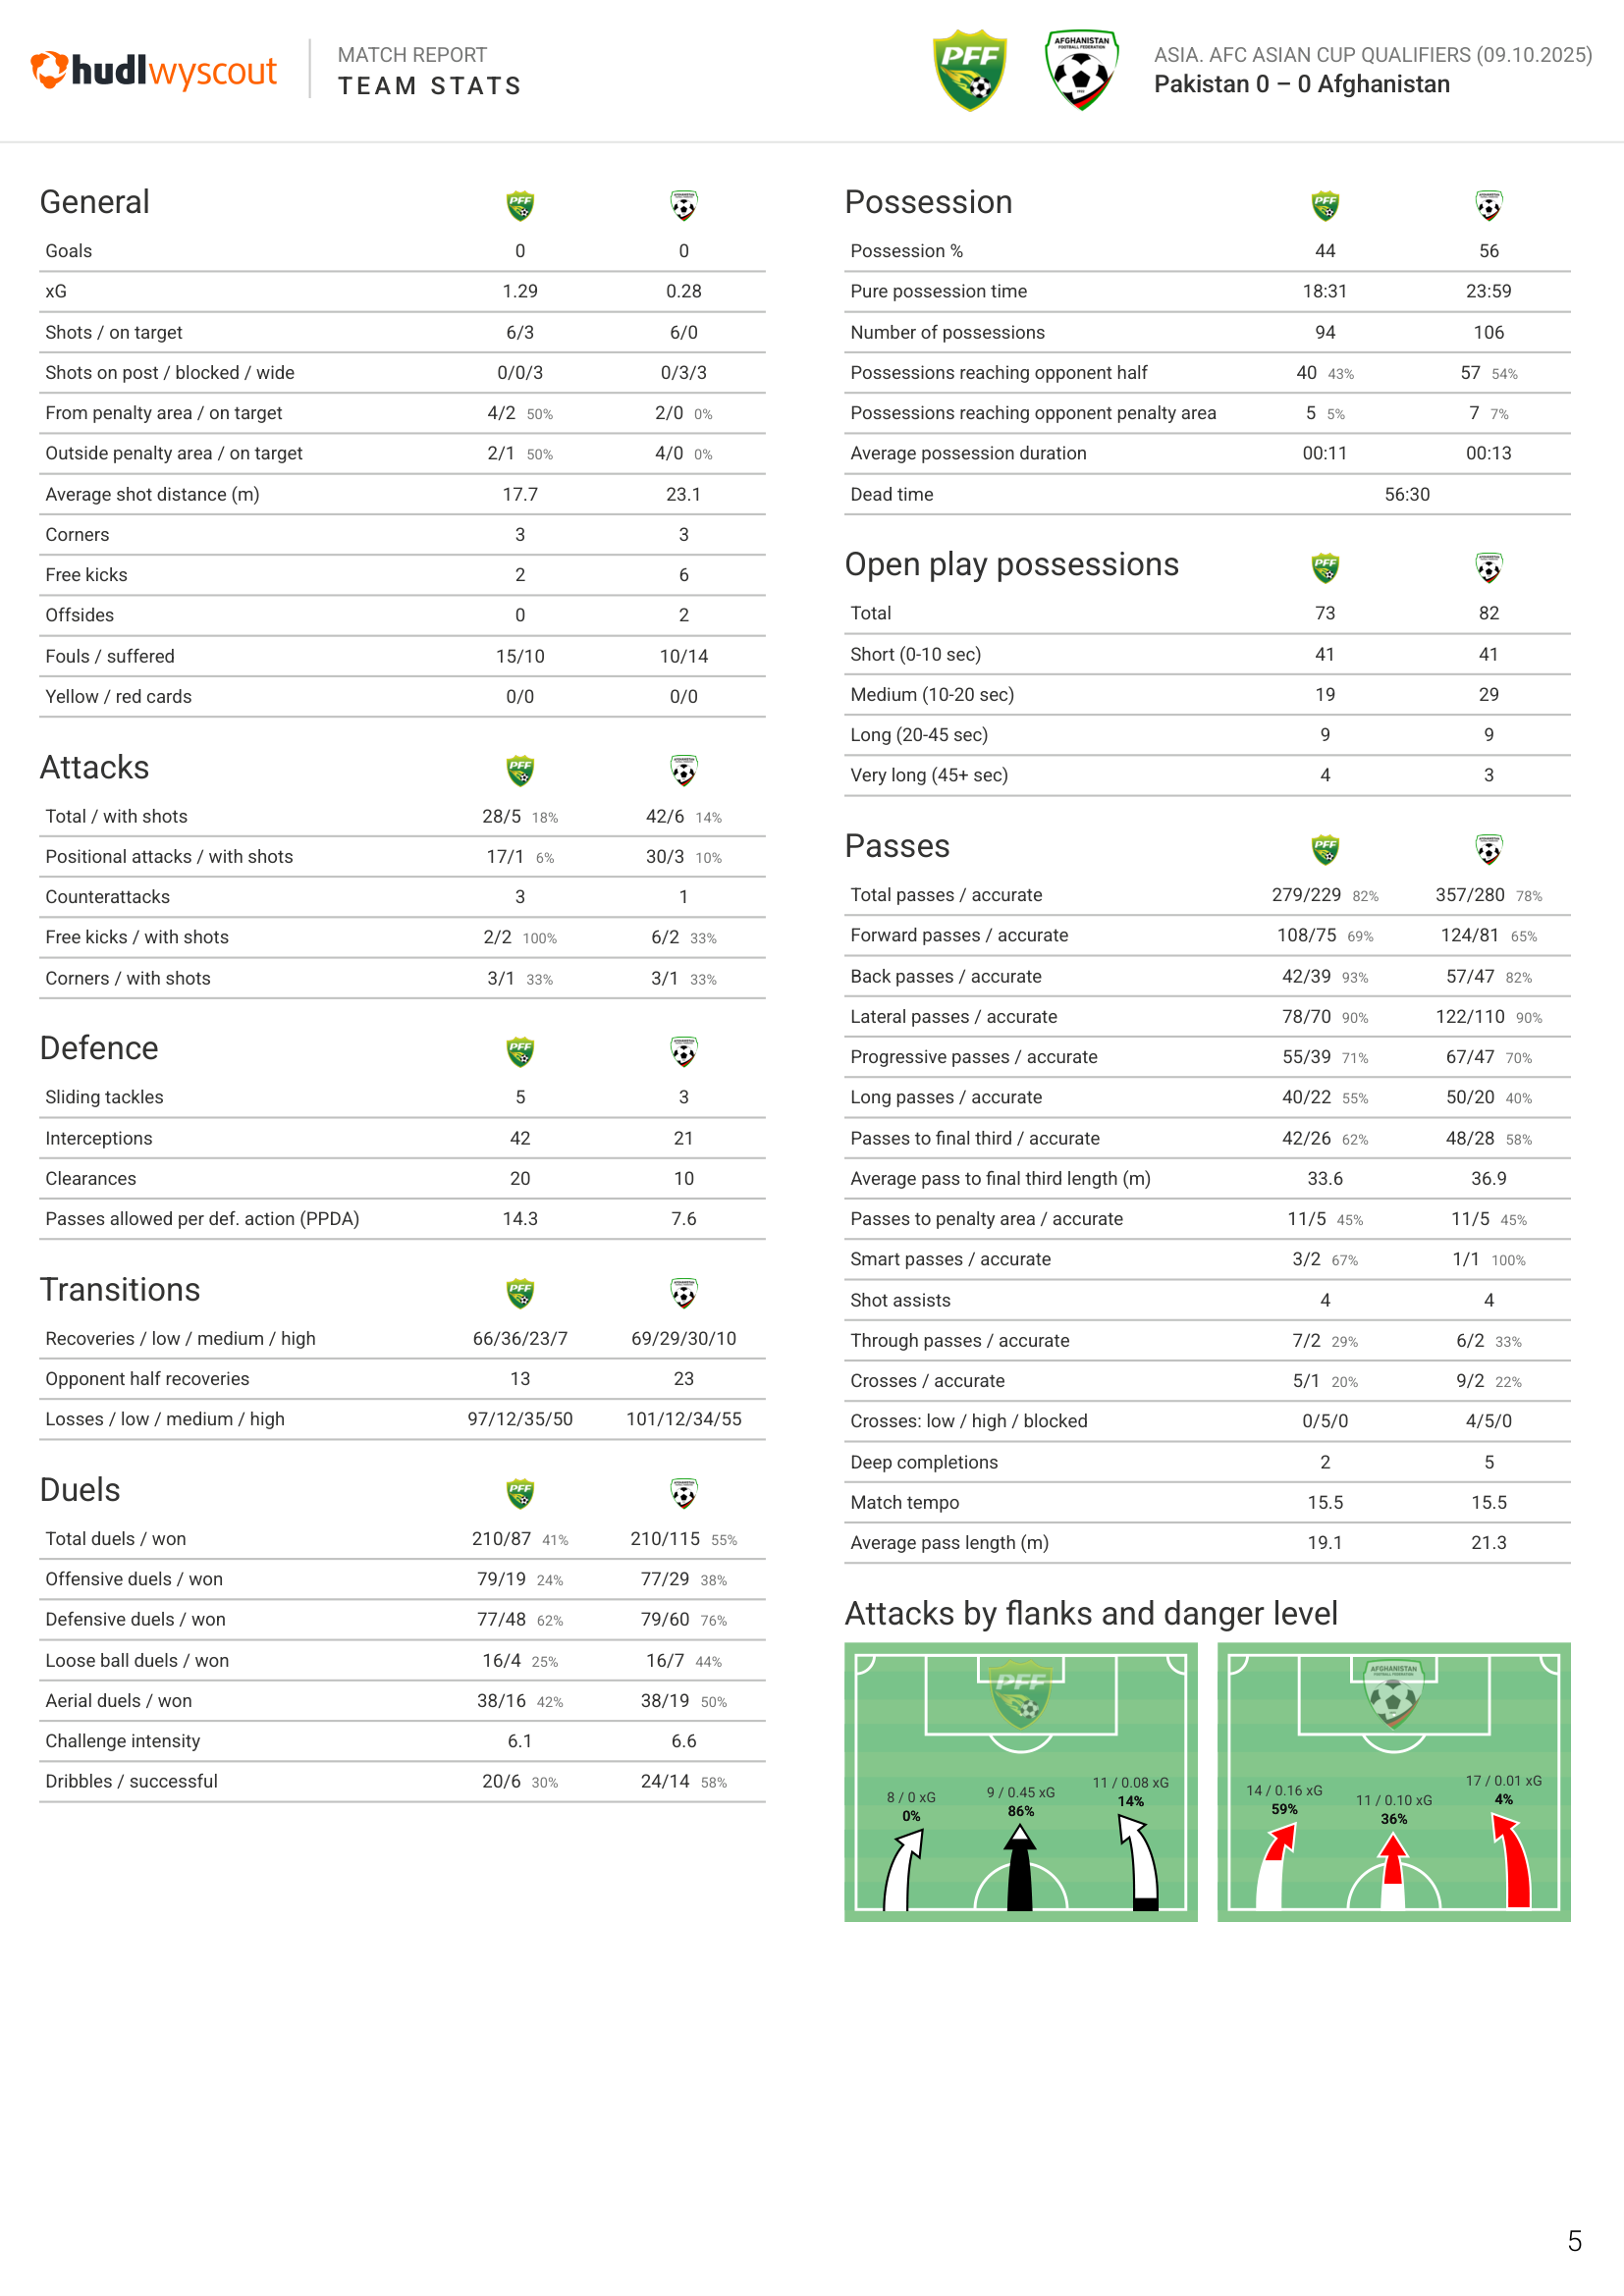 hudl wyscout
MATCH REPORT
TEAM STATS
PFF
AFGHANISTAN
FOOTBALL FEDERATION
ASIA. AFC ASIAN CUP QUALIFIERS (09.10.2025)
Pakistan 0 – 0 Afghanistan
General
Goals 0 0
xG 1.29 0.28
Shots / on target 6/3 6/0
Shots on post / blocked / wide 0/0/3 0/3/3
From penalty area / on target 4/2 50% 2/0 0%
Outside penalty area / on target 2/1 50% 4/0 0%
Average shot distance (m) 17.7 23.1
Corners 3 3
Free kicks 2 6
Offsides 0 2
Fouls / suffered 15/10 10/14
Yellow / red cards 0/0 0/0
Attacks
Total / with shots 28/5 18% 42/6 14%
Positional attacks / with shots 17/1 6% 30/3 10%
Counterattacks 3 1
Free kicks / with shots 2/2 100% 6/2 33%
Corners / with shots 3/1 33% 3/1 33%
Defence
Sliding tackles 5 3
Interceptions 42 21
Clearances 20 10
Passes allowed per def. action (PPDA) 14.3 7.6
Transitions
Recoveries / low / medium / high 66/36/23/7 69/29/30/10
Opponent half recoveries 13 23
Losses / low / medium / high 97/12/35/50 101/12/34/55
Duels
Total duels / won 210/87 41% 210/115 55%
Offensive duels / won 79/19 24% 77/29 38%
Defensive duels / won 77/48 62% 79/60 76%
Loose ball duels / won 16/4 25% 16/7 44%
Aerial duels / won 38/16 42% 38/19 50%
Challenge intensity 6.1 6.6
Dribbles / successful 20/6 30% 24/14 58%
Possession
Possession % 44 56
Pure possession time 18:31 23:59
Number of possessions 94 106
Possessions reaching opponent half 40 43% 57 54%
Possessions reaching opponent penalty area 5 5% 7 7%
Average possession duration 00:11 00:13
Dead time 56:30
Open play possessions
Total 73 82
Short (0-10 sec) 41 41
Medium (10-20 sec) 19 29
Long (20-45 sec) 9 9
Very long (45+ sec) 4 3
Passes
Total passes / accurate 279/229 82% 357/280 78%
Forward passes / accurate 108/75 69% 124/81 65%
Back passes / accurate 42/39 93% 57/47 82%
Lateral passes / accurate 78/70 90% 122/110 90%
Progressive passes / accurate 55/39 71% 67/47 70%
Long passes / accurate 40/22 55% 50/20 40%
Passes to final third / accurate 42/26 62% 48/28 58%
Average pass to final third length (m) 33.6 36.9
Passes to penalty area / accurate 11/5 45% 11/5 45%
Smart passes / accurate 3/2 67% 1/1 100%
Shot assists 4 4
Through passes / accurate 7/2 29% 6/2 33%
Crosses / accurate 5/1 20% 9/2 22%
Crosses: low / high / blocked 0/5/0 4/5/0
Deep completions 2 5
Match tempo 15.5 15.5
Average pass length (m) 19.1 21.3
Attacks by flanks and danger level
PFF
8 / 0 xG
0%
9 / 0.45 xG
86%
11 / 0.08 xG
14%
AFGHANISTAN
FOOTBALL FEDERATION
14 / 0.16 xG
59%
11 / 0.10 xG
36%
17 / 0.01 xG
4%
5